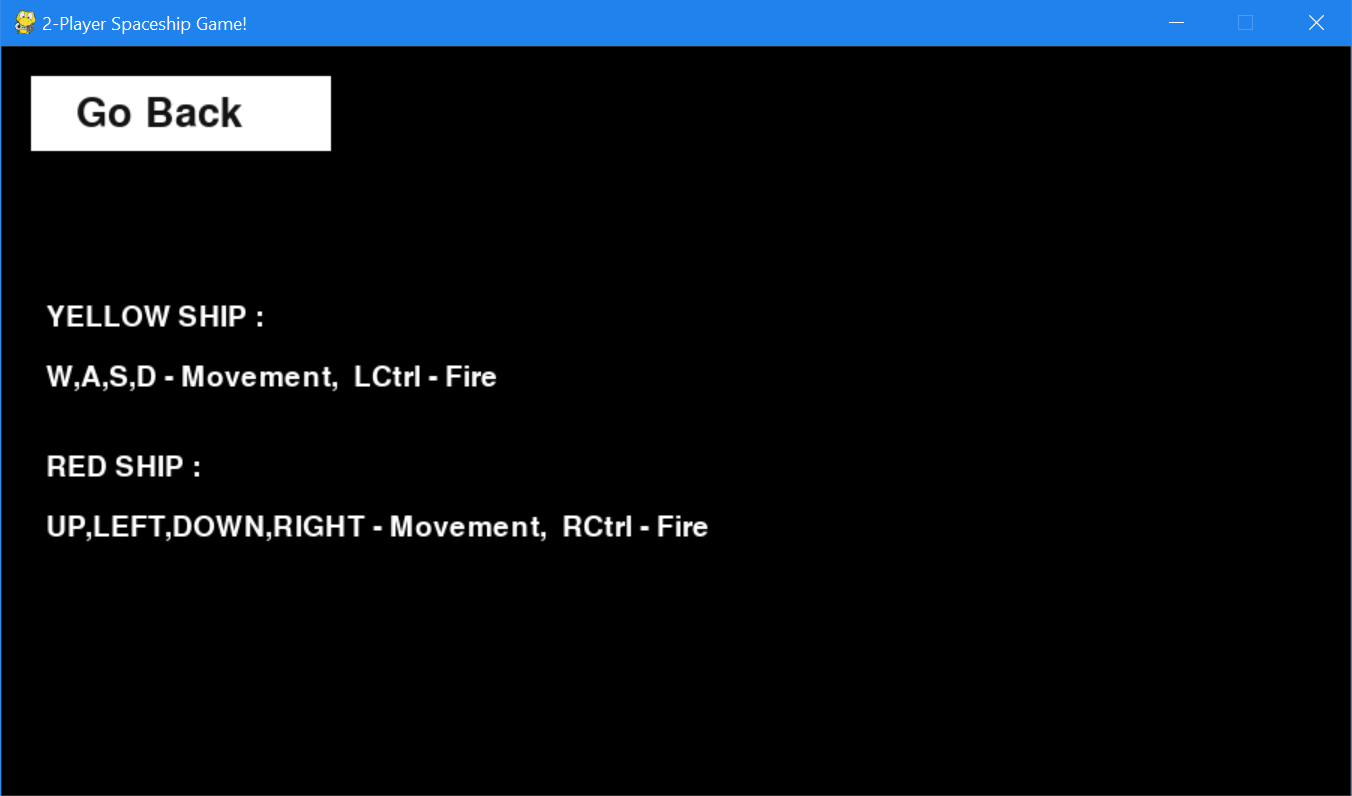 2-Player Spaceship Game!
Go Back
YELLOW SHIP :
W,A,S,D - Movement,  LCtrl - Fire
RED SHIP :
UP,LEFT,DOWN,RIGHT - Movement,  RCtrl - Fire